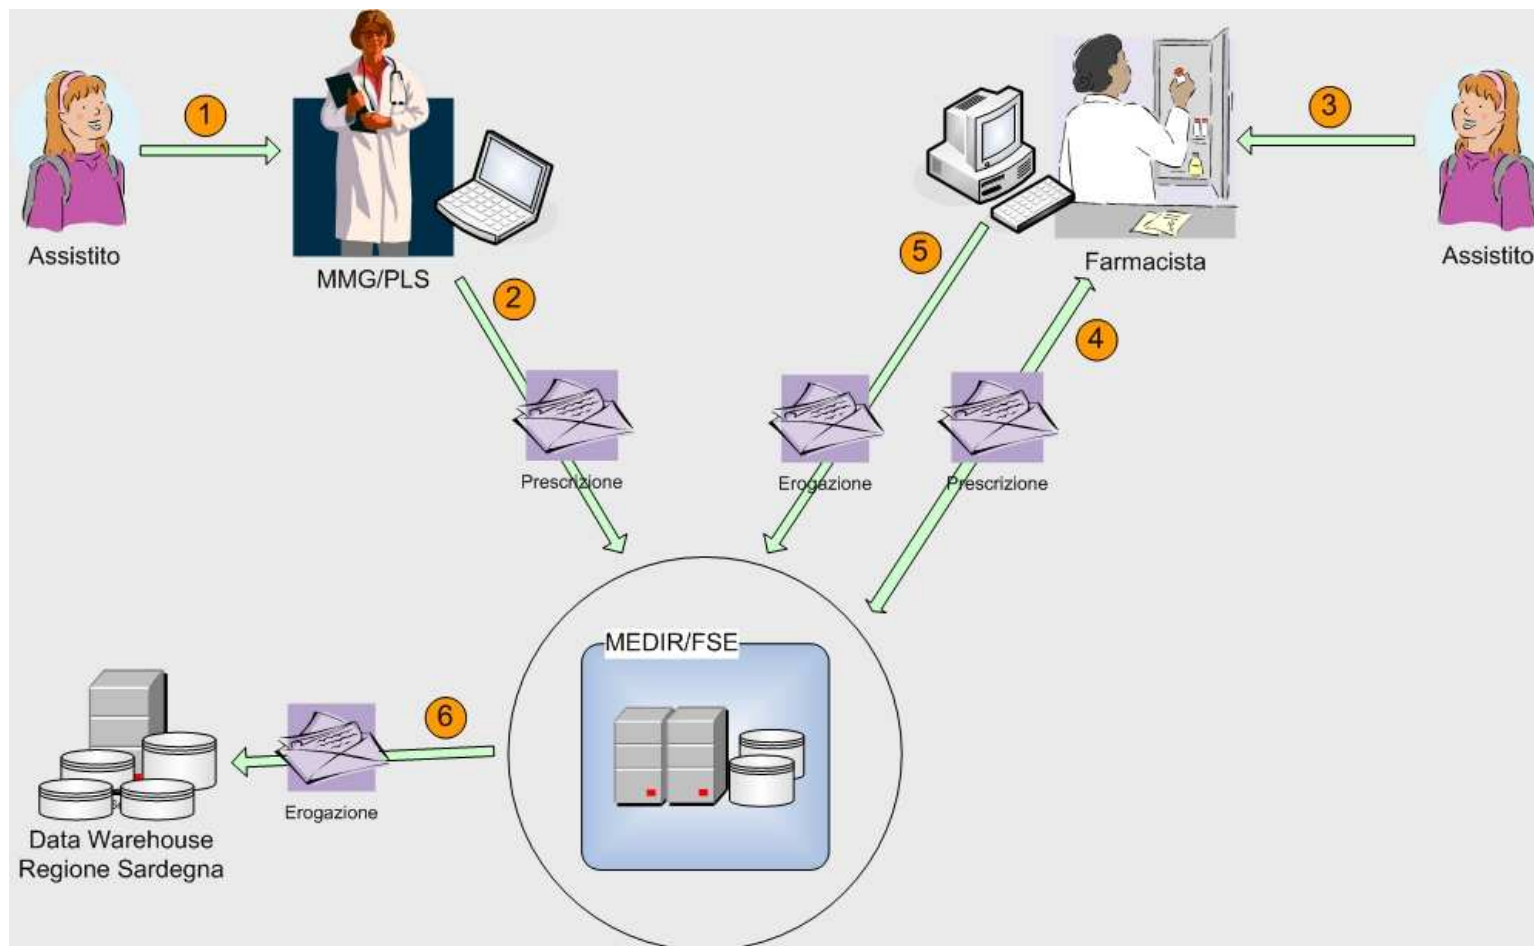 1
3
Assistito
MMG/PLS
2
5
Farmacista
4
Assistito
Prescrizione
Erogazione
Prescrizione
MEDIR/FSE
6
Erogazione
Data Warehouse
Regione Sardegna